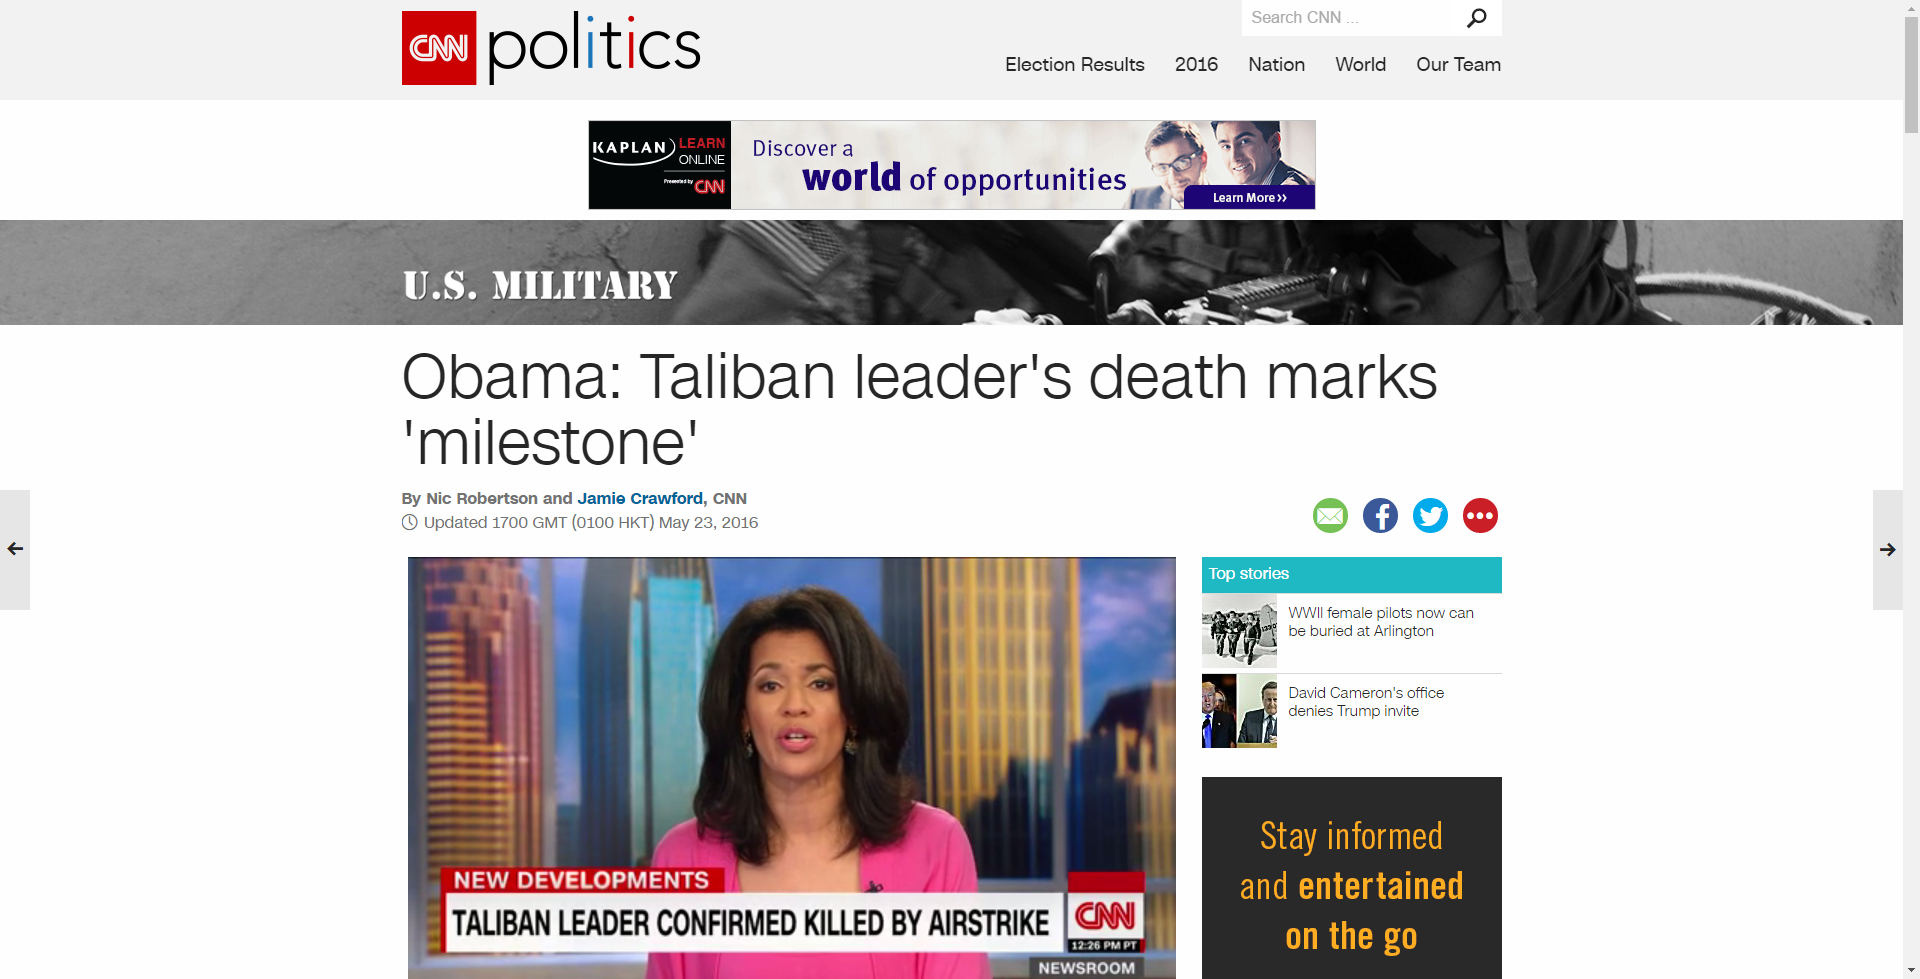 CNN politics
Search CNN ...
Election Results 2016 Nation World Our Team
KAPLAN) LEARN ONLINE
Presented by CNN
Discover a
world of opportunities
Learn More >>
U.S. MILITARY
Obama: Taliban leader's death marks
'milestone'
By Nic Robertson and Jamie Crawford, CNN
Updated 1700 GMT (0100 HKT) May 23, 2016
NEW DEVELOPMENTS
TALIBAN LEADER CONFIRMED KILLED BY AIRSTRIKE
CNN
12:26 PM PT
NEWSROOM
Top stories
WWII female pilots now can
be buried at Arlington
David Cameron's office
denies Trump invite
Stay informed
and entertained
on the go